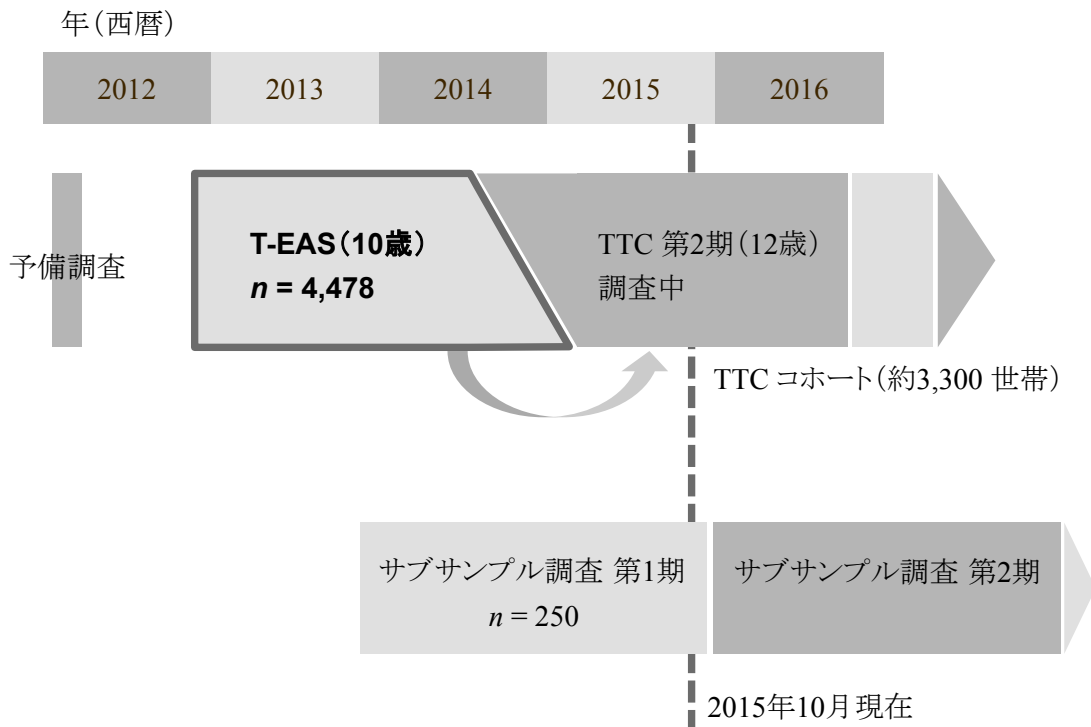 年(西暦)
2012 2013 2014 2015 2016
T-EAS(10歳)
n = 4,478
TTC 第2期(12歳)
調査中
予備調査
TTC コホート(約3,300 世帯)
サブサンプル調査 第1期
n = 250
サブサンプル調査 第2期
2015年10月現在